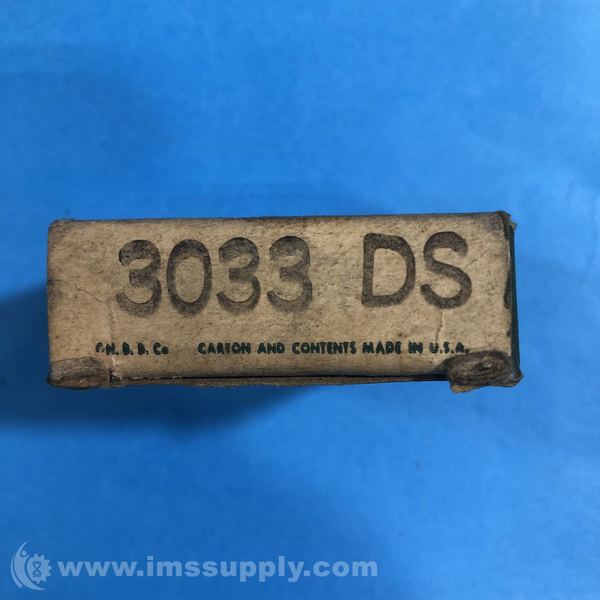 3033 DS
N. D. B. Co CARTON AND CONTENTS MADE IN U.S.A.
www.imssupply.com